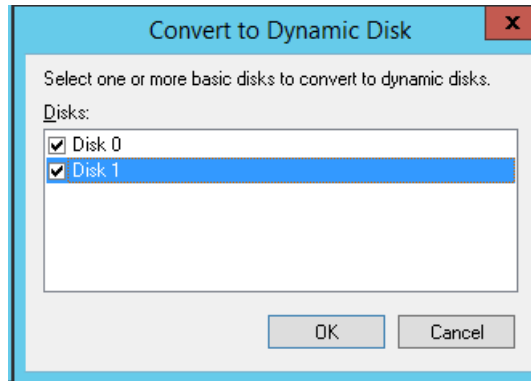 Convert to Dynamic Disk
x
Select one or more basic disks to convert to dynamic disks.
Disks:
Disk 0
Disk 1
OK
Cancel